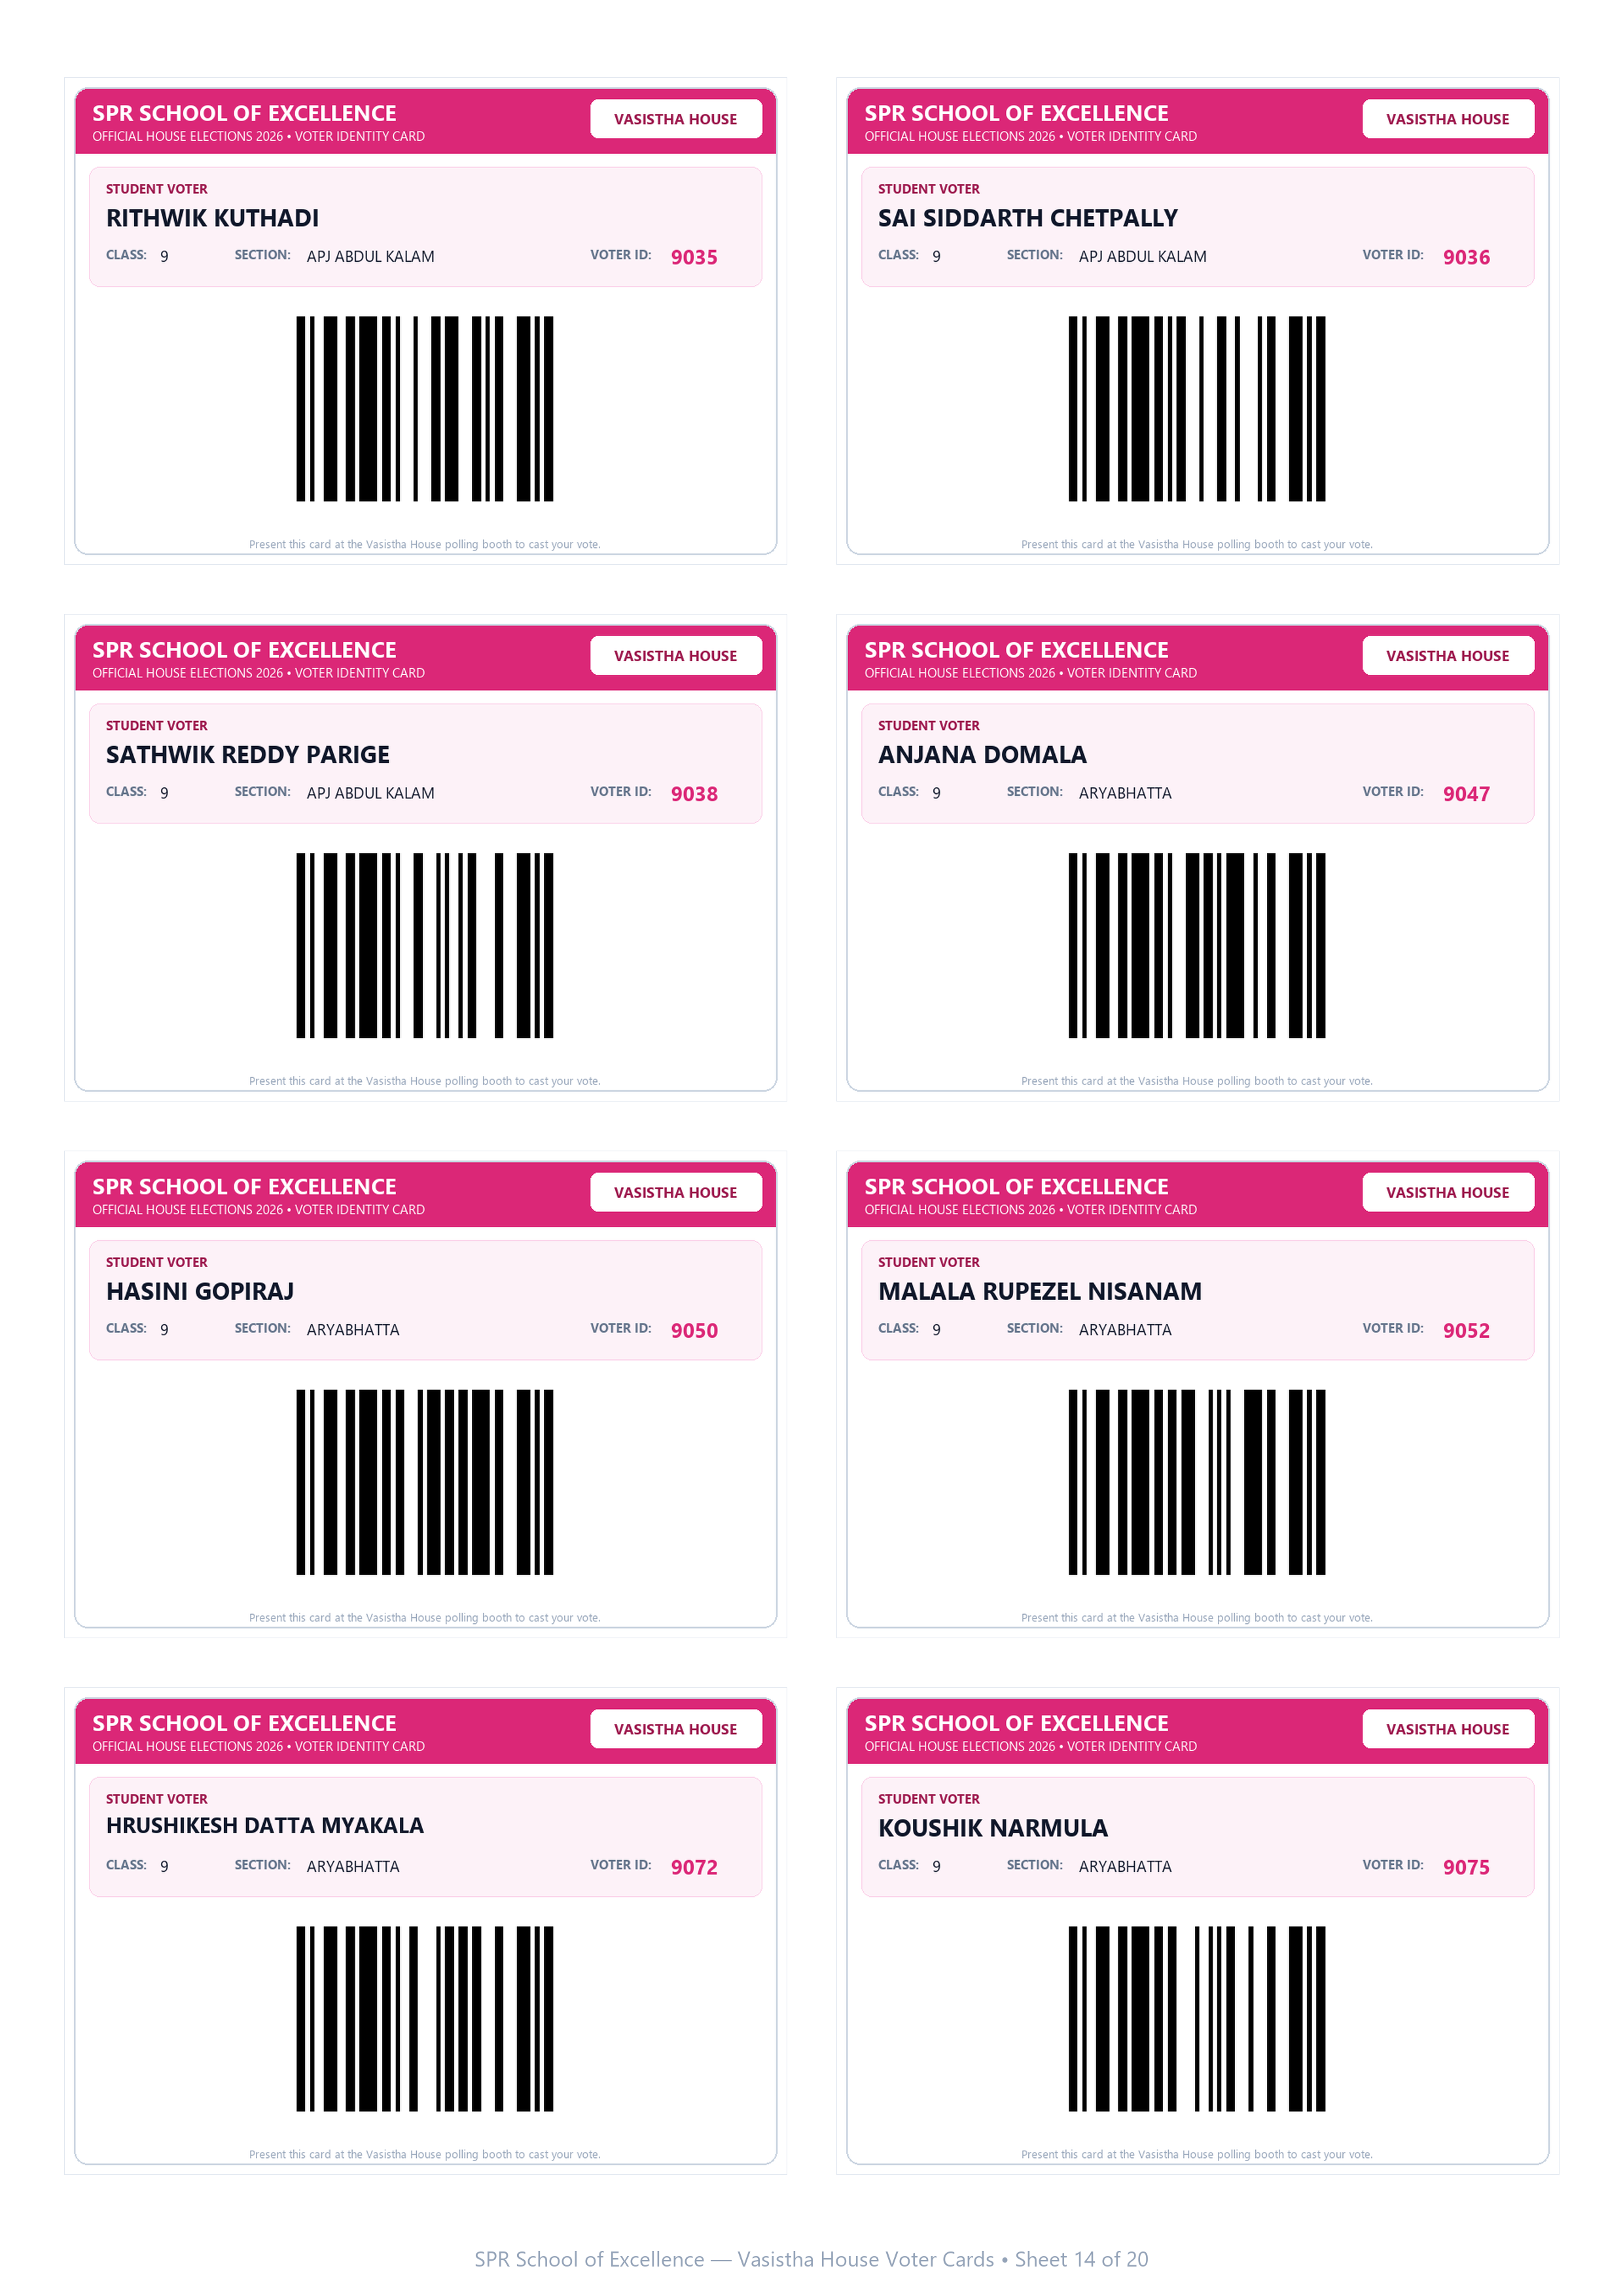 SPR SCHOOL OF EXCELLENCE
OFFICIAL HOUSE ELECTIONS 2026 • VOTER IDENTITY CARD
VASISTHA HOUSE
STUDENT VOTER
RITHWIK KUTHADI
CLASS: 9 SECTION: APJ ABDUL KALAM VOTER ID: 9035
Present this card at the Vasistha House polling booth to cast your vote.
SPR SCHOOL OF EXCELLENCE
OFFICIAL HOUSE ELECTIONS 2026 • VOTER IDENTITY CARD
VASISTHA HOUSE
STUDENT VOTER
SAI SIDDARTH CHETPALLY
CLASS: 9 SECTION: APJ ABDUL KALAM VOTER ID: 9036
Present this card at the Vasistha House polling booth to cast your vote.
SPR SCHOOL OF EXCELLENCE
OFFICIAL HOUSE ELECTIONS 2026 • VOTER IDENTITY CARD
VASISTHA HOUSE
STUDENT VOTER
SATHWIK REDDY PARIGE
CLASS: 9 SECTION: APJ ABDUL KALAM VOTER ID: 9038
Present this card at the Vasistha House polling booth to cast your vote.
SPR SCHOOL OF EXCELLENCE
OFFICIAL HOUSE ELECTIONS 2026 • VOTER IDENTITY CARD
VASISTHA HOUSE
STUDENT VOTER
ANJANA DOMALA
CLASS: 9 SECTION: ARYABHATTA VOTER ID: 9047
Present this card at the Vasistha House polling booth to cast your vote.
SPR SCHOOL OF EXCELLENCE
OFFICIAL HOUSE ELECTIONS 2026 • VOTER IDENTITY CARD
VASISTHA HOUSE
STUDENT VOTER
HASINI GOPIRAJ
CLASS: 9 SECTION: ARYABHATTA VOTER ID: 9050
Present this card at the Vasistha House polling booth to cast your vote.
SPR SCHOOL OF EXCELLENCE
OFFICIAL HOUSE ELECTIONS 2026 • VOTER IDENTITY CARD
VASISTHA HOUSE
STUDENT VOTER
MALALA RUPEZEL NISANAM
CLASS: 9 SECTION: ARYABHATTA VOTER ID: 9052
Present this card at the Vasistha House polling booth to cast your vote.
SPR SCHOOL OF EXCELLENCE
OFFICIAL HOUSE ELECTIONS 2026 • VOTER IDENTITY CARD
VASISTHA HOUSE
STUDENT VOTER
HRUSHIKESH DATTA MYAKALA
CLASS: 9 SECTION: ARYABHATTA VOTER ID: 9072
Present this card at the Vasistha House polling booth to cast your vote.
SPR SCHOOL OF EXCELLENCE
OFFICIAL HOUSE ELECTIONS 2026 • VOTER IDENTITY CARD
VASISTHA HOUSE
STUDENT VOTER
KOUSHIK NARMULA
CLASS: 9 SECTION: ARYABHATTA VOTER ID: 9075
Present this card at the Vasistha House polling booth to cast your vote.
SPR School of Excellence — Vasistha House Voter Cards • Sheet 14 of 20